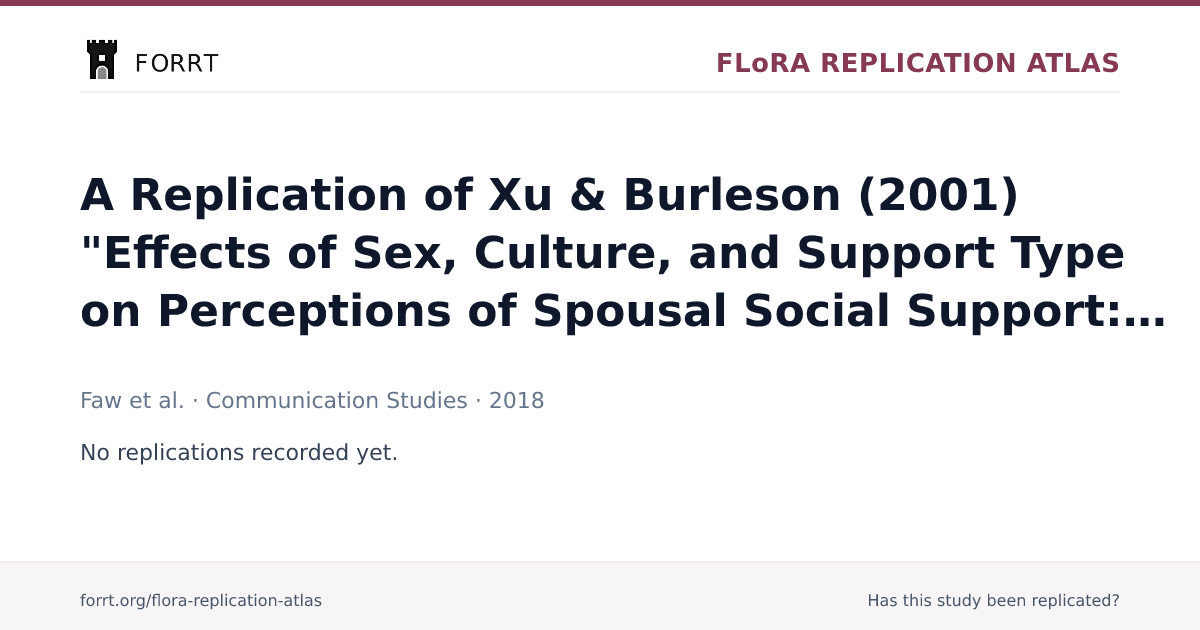 FORRT
FLoRA REPLICATION ATLAS
A Replication of Xu & Burleson (2001)
"Effects of Sex, Culture, and Support Type
on Perceptions of Spousal Social Support:…
Faw et al. · Communication Studies · 2018
No replications recorded yet.
forrt.org/flora-replication-atlas
Has this study been replicated?